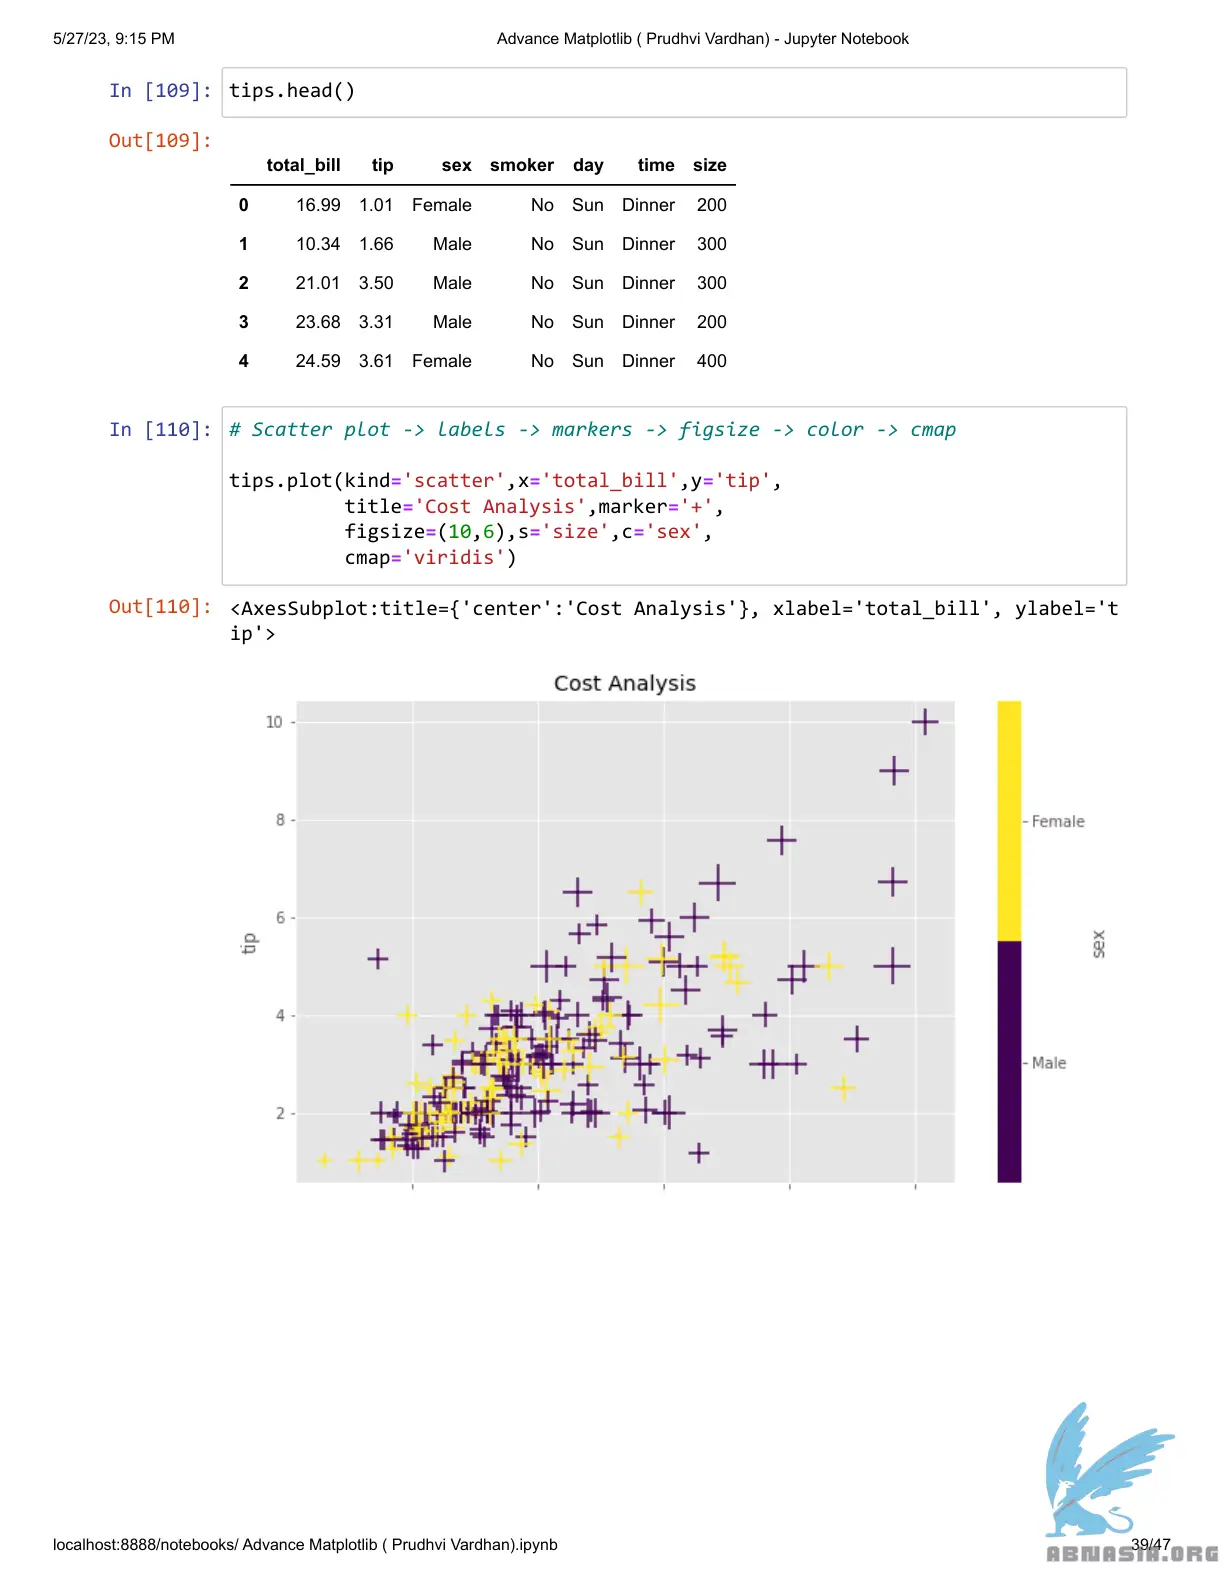 5/27/23, 9:15 PM Advance Matplotlib ( Prudhvi Vardhan) - Jupyter Notebook
In [109]: tips.head()
Out[109]:
total_bill tip sex smoker day time size
0 16.99 1.01 Female No Sun Dinner 200
1 10.34 1.66 Male No Sun Dinner 300
2 21.01 3.50 Male No Sun Dinner 300
3 23.68 3.31 Male No Sun Dinner 200
4 24.59 3.61 Female No Sun Dinner 400
In [110]: # Scatter plot -> labels -> markers -> figsize -> color -> cmap
tips.plot(kind='scatter',x='total_bill',y='tip',
title='Cost Analysis',marker='+',
figsize=(10,6),s='size',c='sex',
cmap='viridis')
Out[110]: <AxesSubplot:title={'center':'Cost Analysis'}, xlabel='total_bill', ylabel='t
ip'>
Cost Analysis
10
8
6
4
2
tip
Female
Male
sex
localhost:8888/notebooks/ Advance Matplotlib ( Prudhvi Vardhan).ipynb 39/47
ABNASIA.ORG